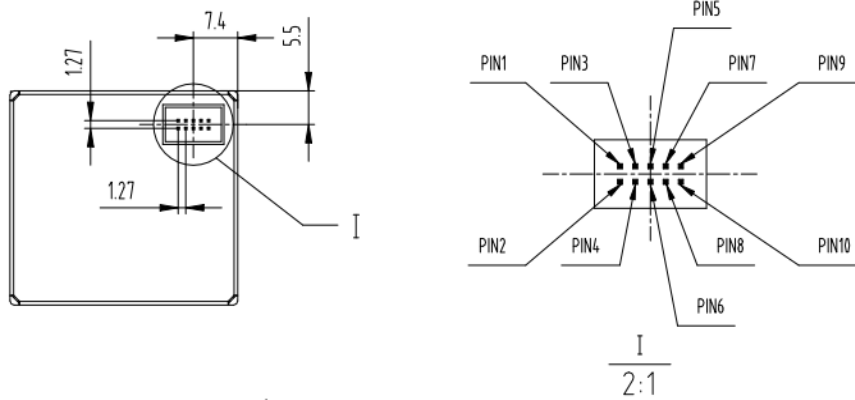 7.4
5.5
1.27
1.27
I
PIN5
PIN1
PIN3
PIN7
PIN9
PIN2
PIN4
PIN8
PIN10
PIN6
I
2:1